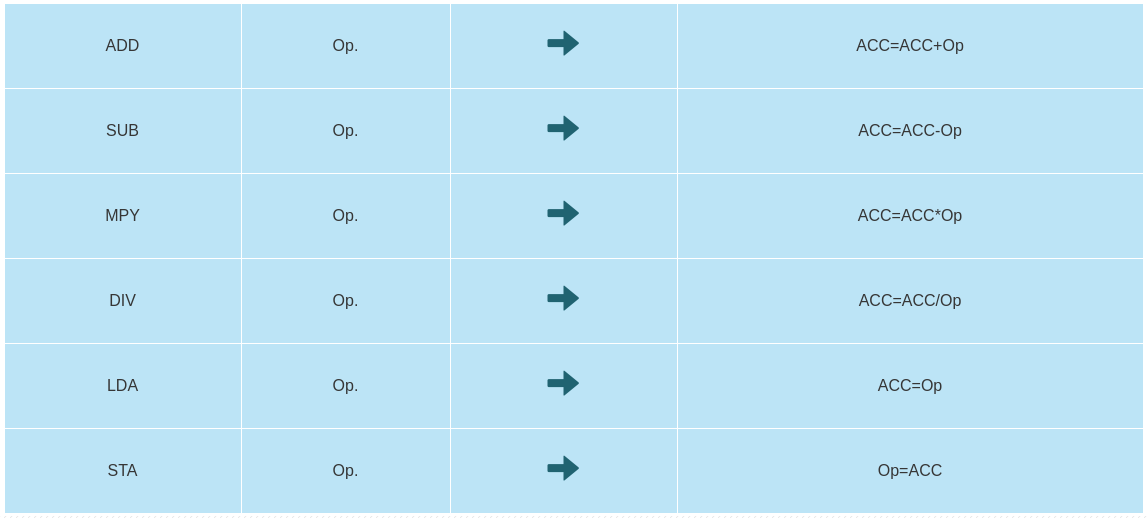 ADD Op. ACC=ACC+Op
SUB Op. ACC=ACC-Op
MPY Op. ACC=ACC*Op
DIV Op. ACC=ACC/Op
LDA Op. ACC=Op
STA Op. Op=ACC